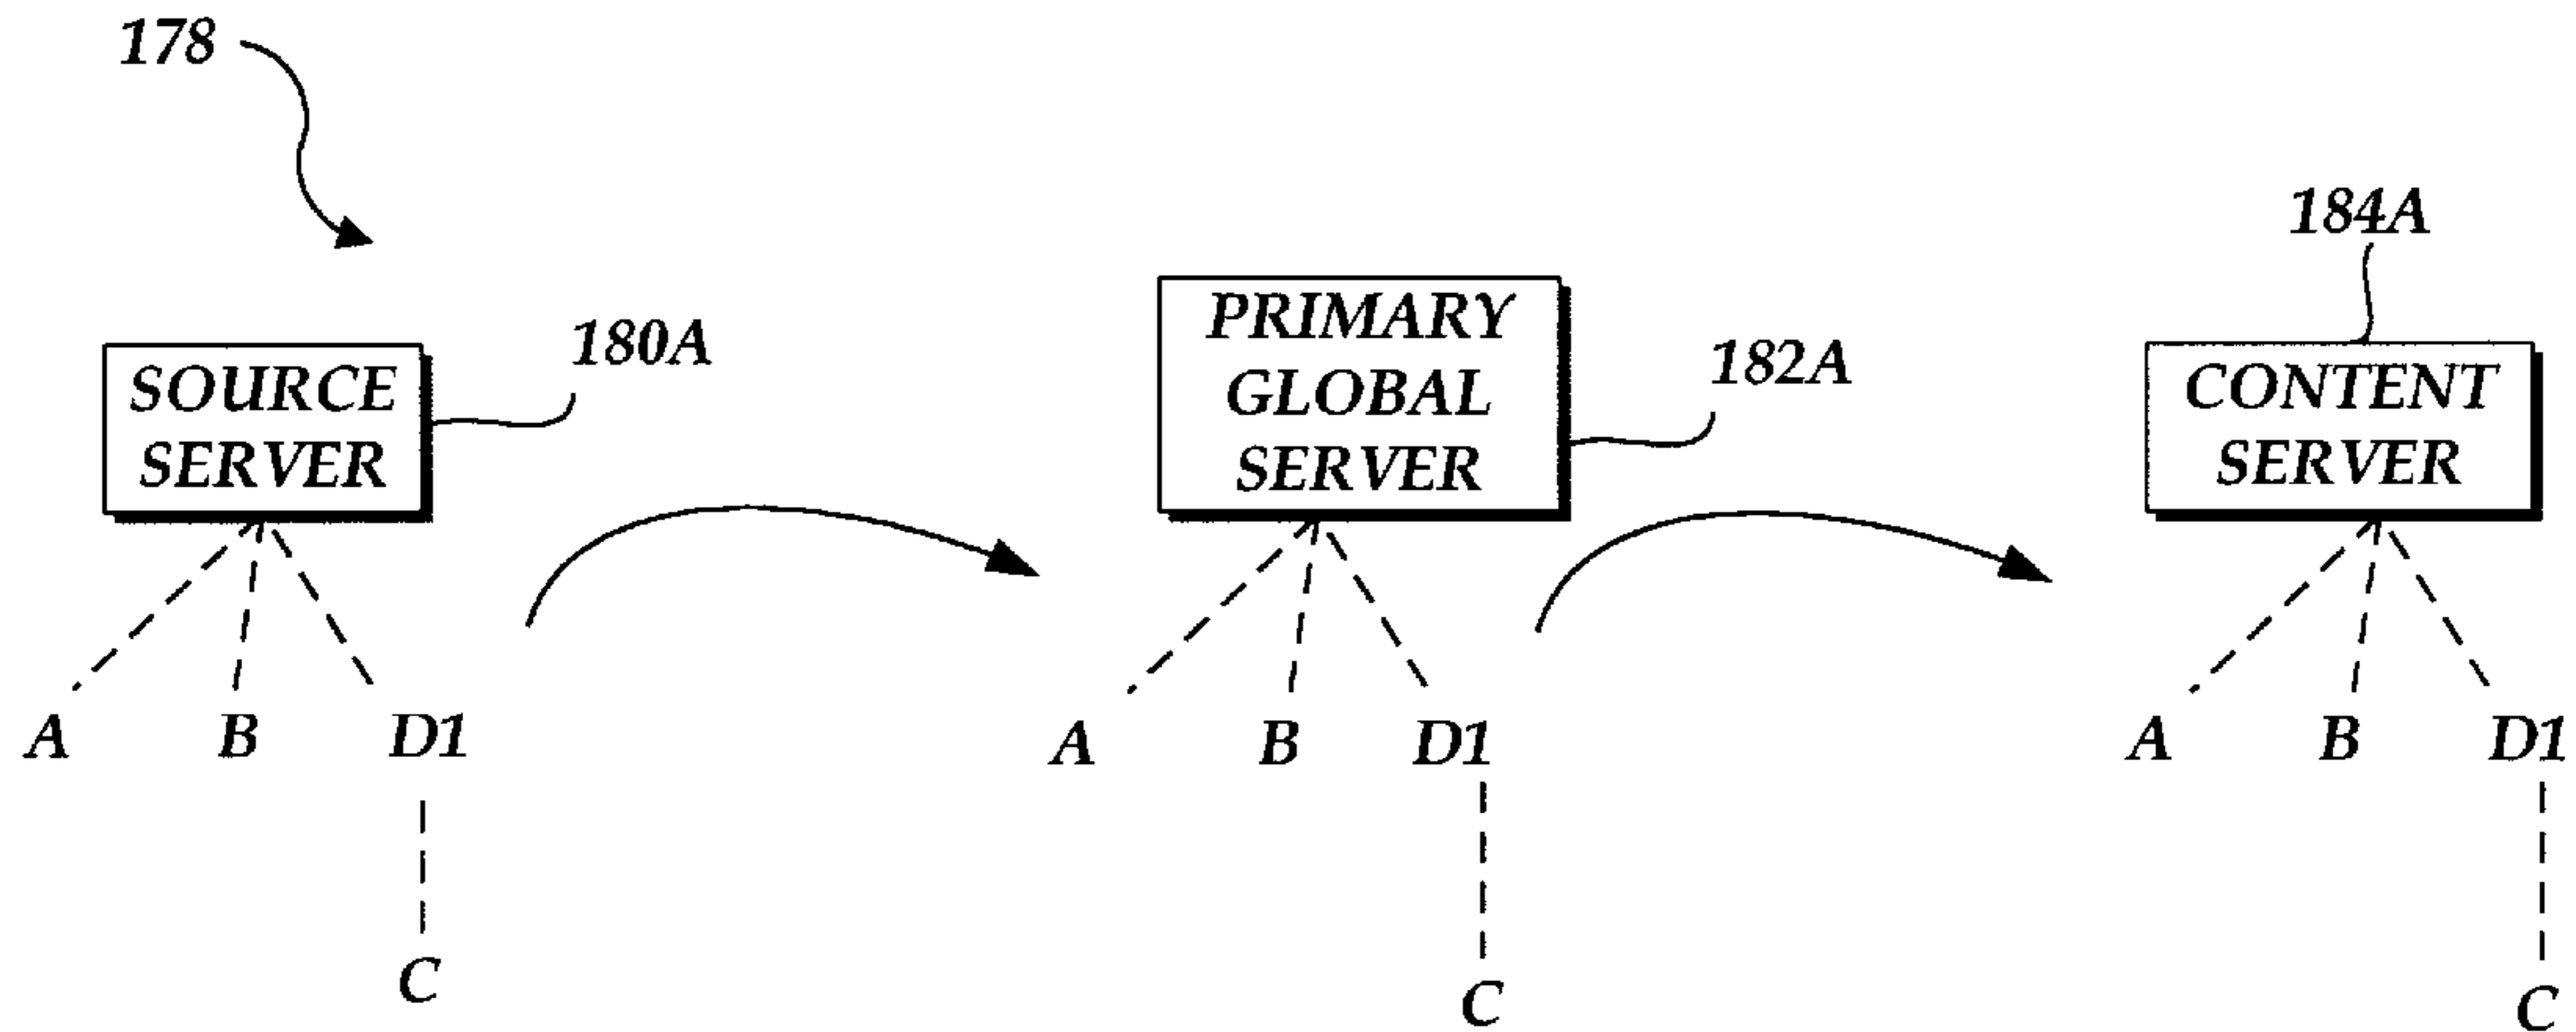 178
184A
PRIMARY
GLOBAL
SERVER
180A
182A
SOURCE
SERVER
CONTENT
SERVER
A B D1
A B D1
A B D1
C
C
C